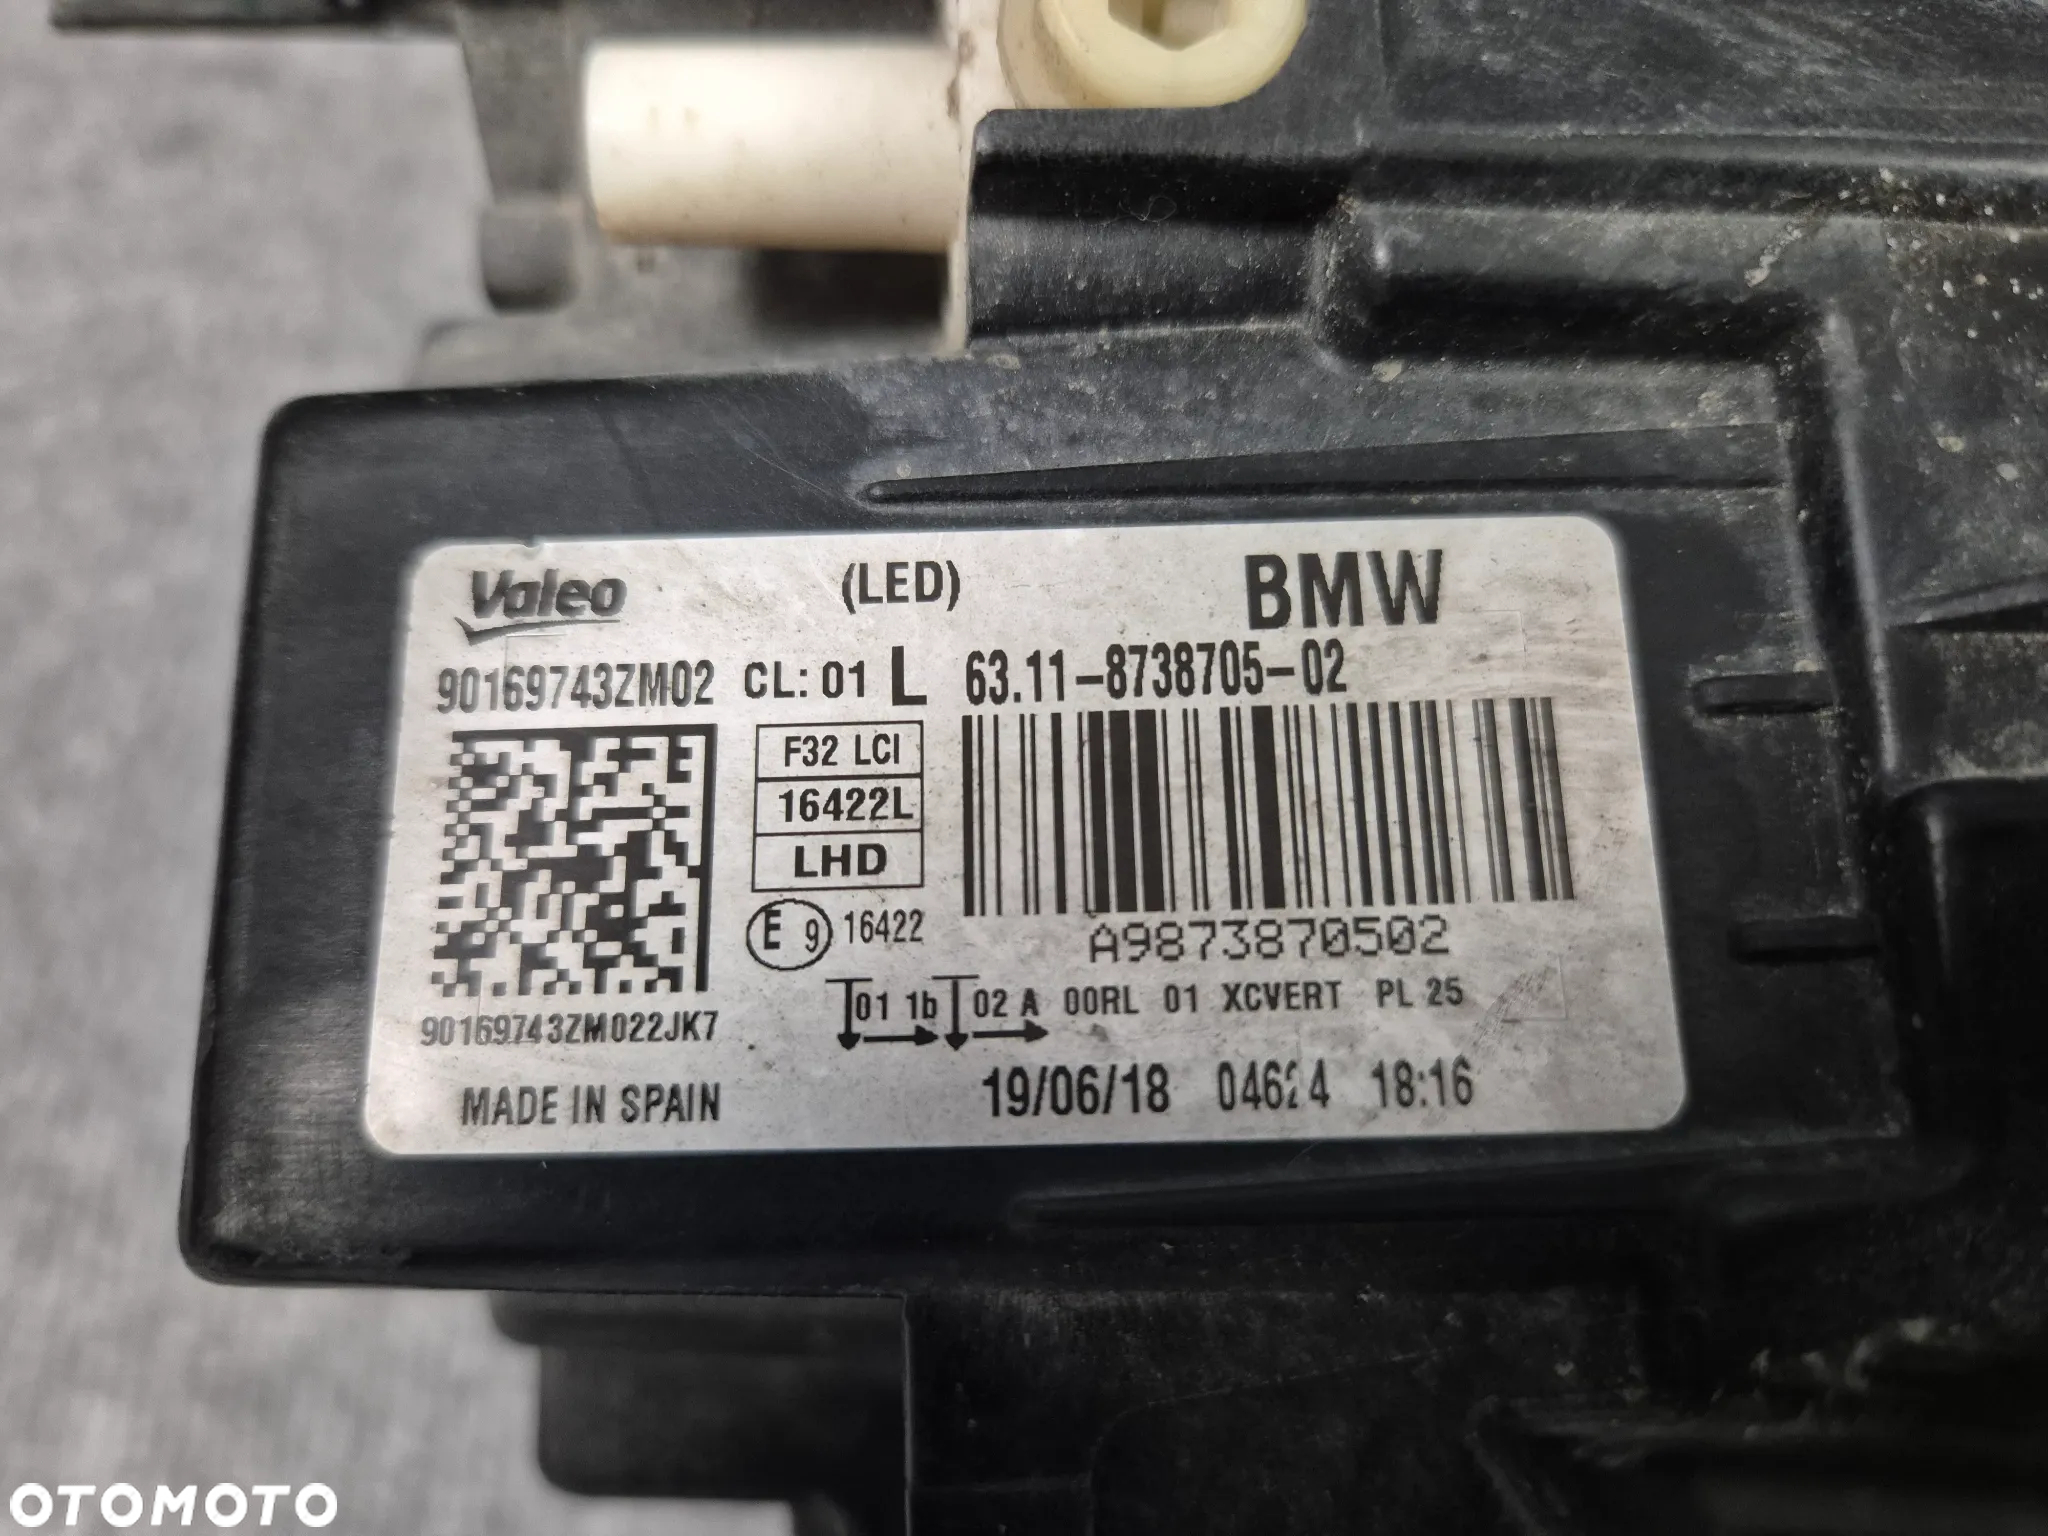 Valeo (LED) BMW
90169743ZM02 CL: 01 L 63.11-8738705-02
F32 LCI
16422L
LHD
E 9 16422
A9873870502
01 1b 02 A 00RL 01 XCVERT PL 25
90169743ZM022JK7
MADE IN SPAIN 19/06/18 18:16
OTOMOTO